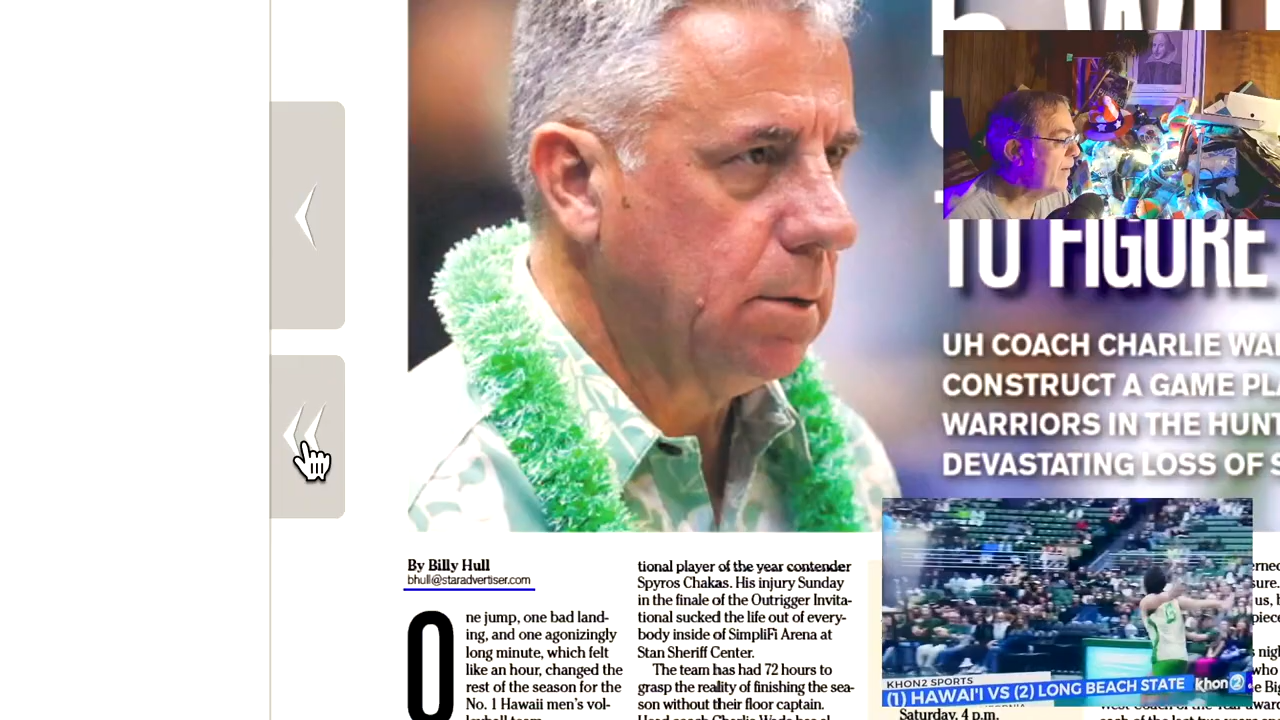 TO FIGURE
UH COACH CHARLIE WA
CONSTRUCT A GAME PLA
WARRIORS IN THE HUNT
DEVASTATING LOSS OF S
By Billy Hull
bhull@staradvertiser.com
One jump, one bad land-
ing, and one agonizingly
long minute, which felt
like an hour, changed the
rest of the season for the
No. 1 Hawaii men's vol-
tional player of the year contender
Spyros Chakas. His injury Sunday
in the finale of the Outrigger Invita-
tional sucked the life out of every-
body inside of SimpliFi Arena at
Stan Sheriff Center.
The team has had 72 hours to
grasp the reality of finishing the sea-
son without their floor captain.
KHON2 SPORTS
(1) HAWAI'I VS (2) LONG BEACH STATE
khon2
Saturday, 4 p.m.